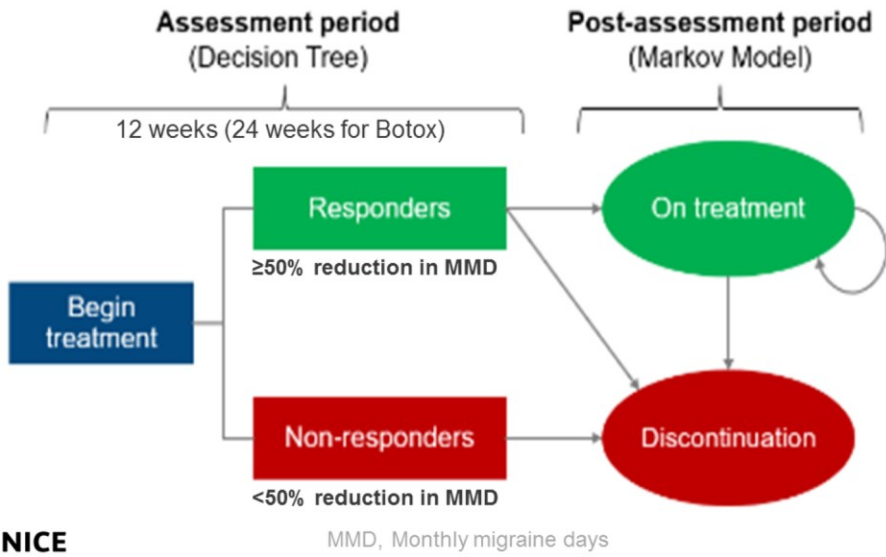 Assessment period
(Decision Tree)
Post-assessment period
(Markov Model)
12 weeks (24 weeks for Botox)
Responders
On treatment
≥50% reduction in MMD
Begin
treatment
Non-responders
Discontinuation
<50% reduction in MMD
NICE
MMD, Monthly migraine days